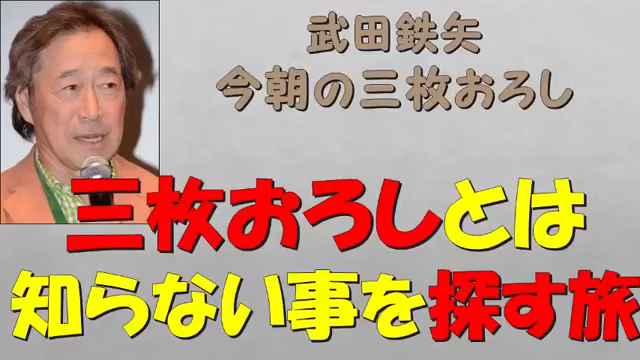 武田鉄矢
今朝の三枚おろし
三枚おろしとは
知らない事を探す旅